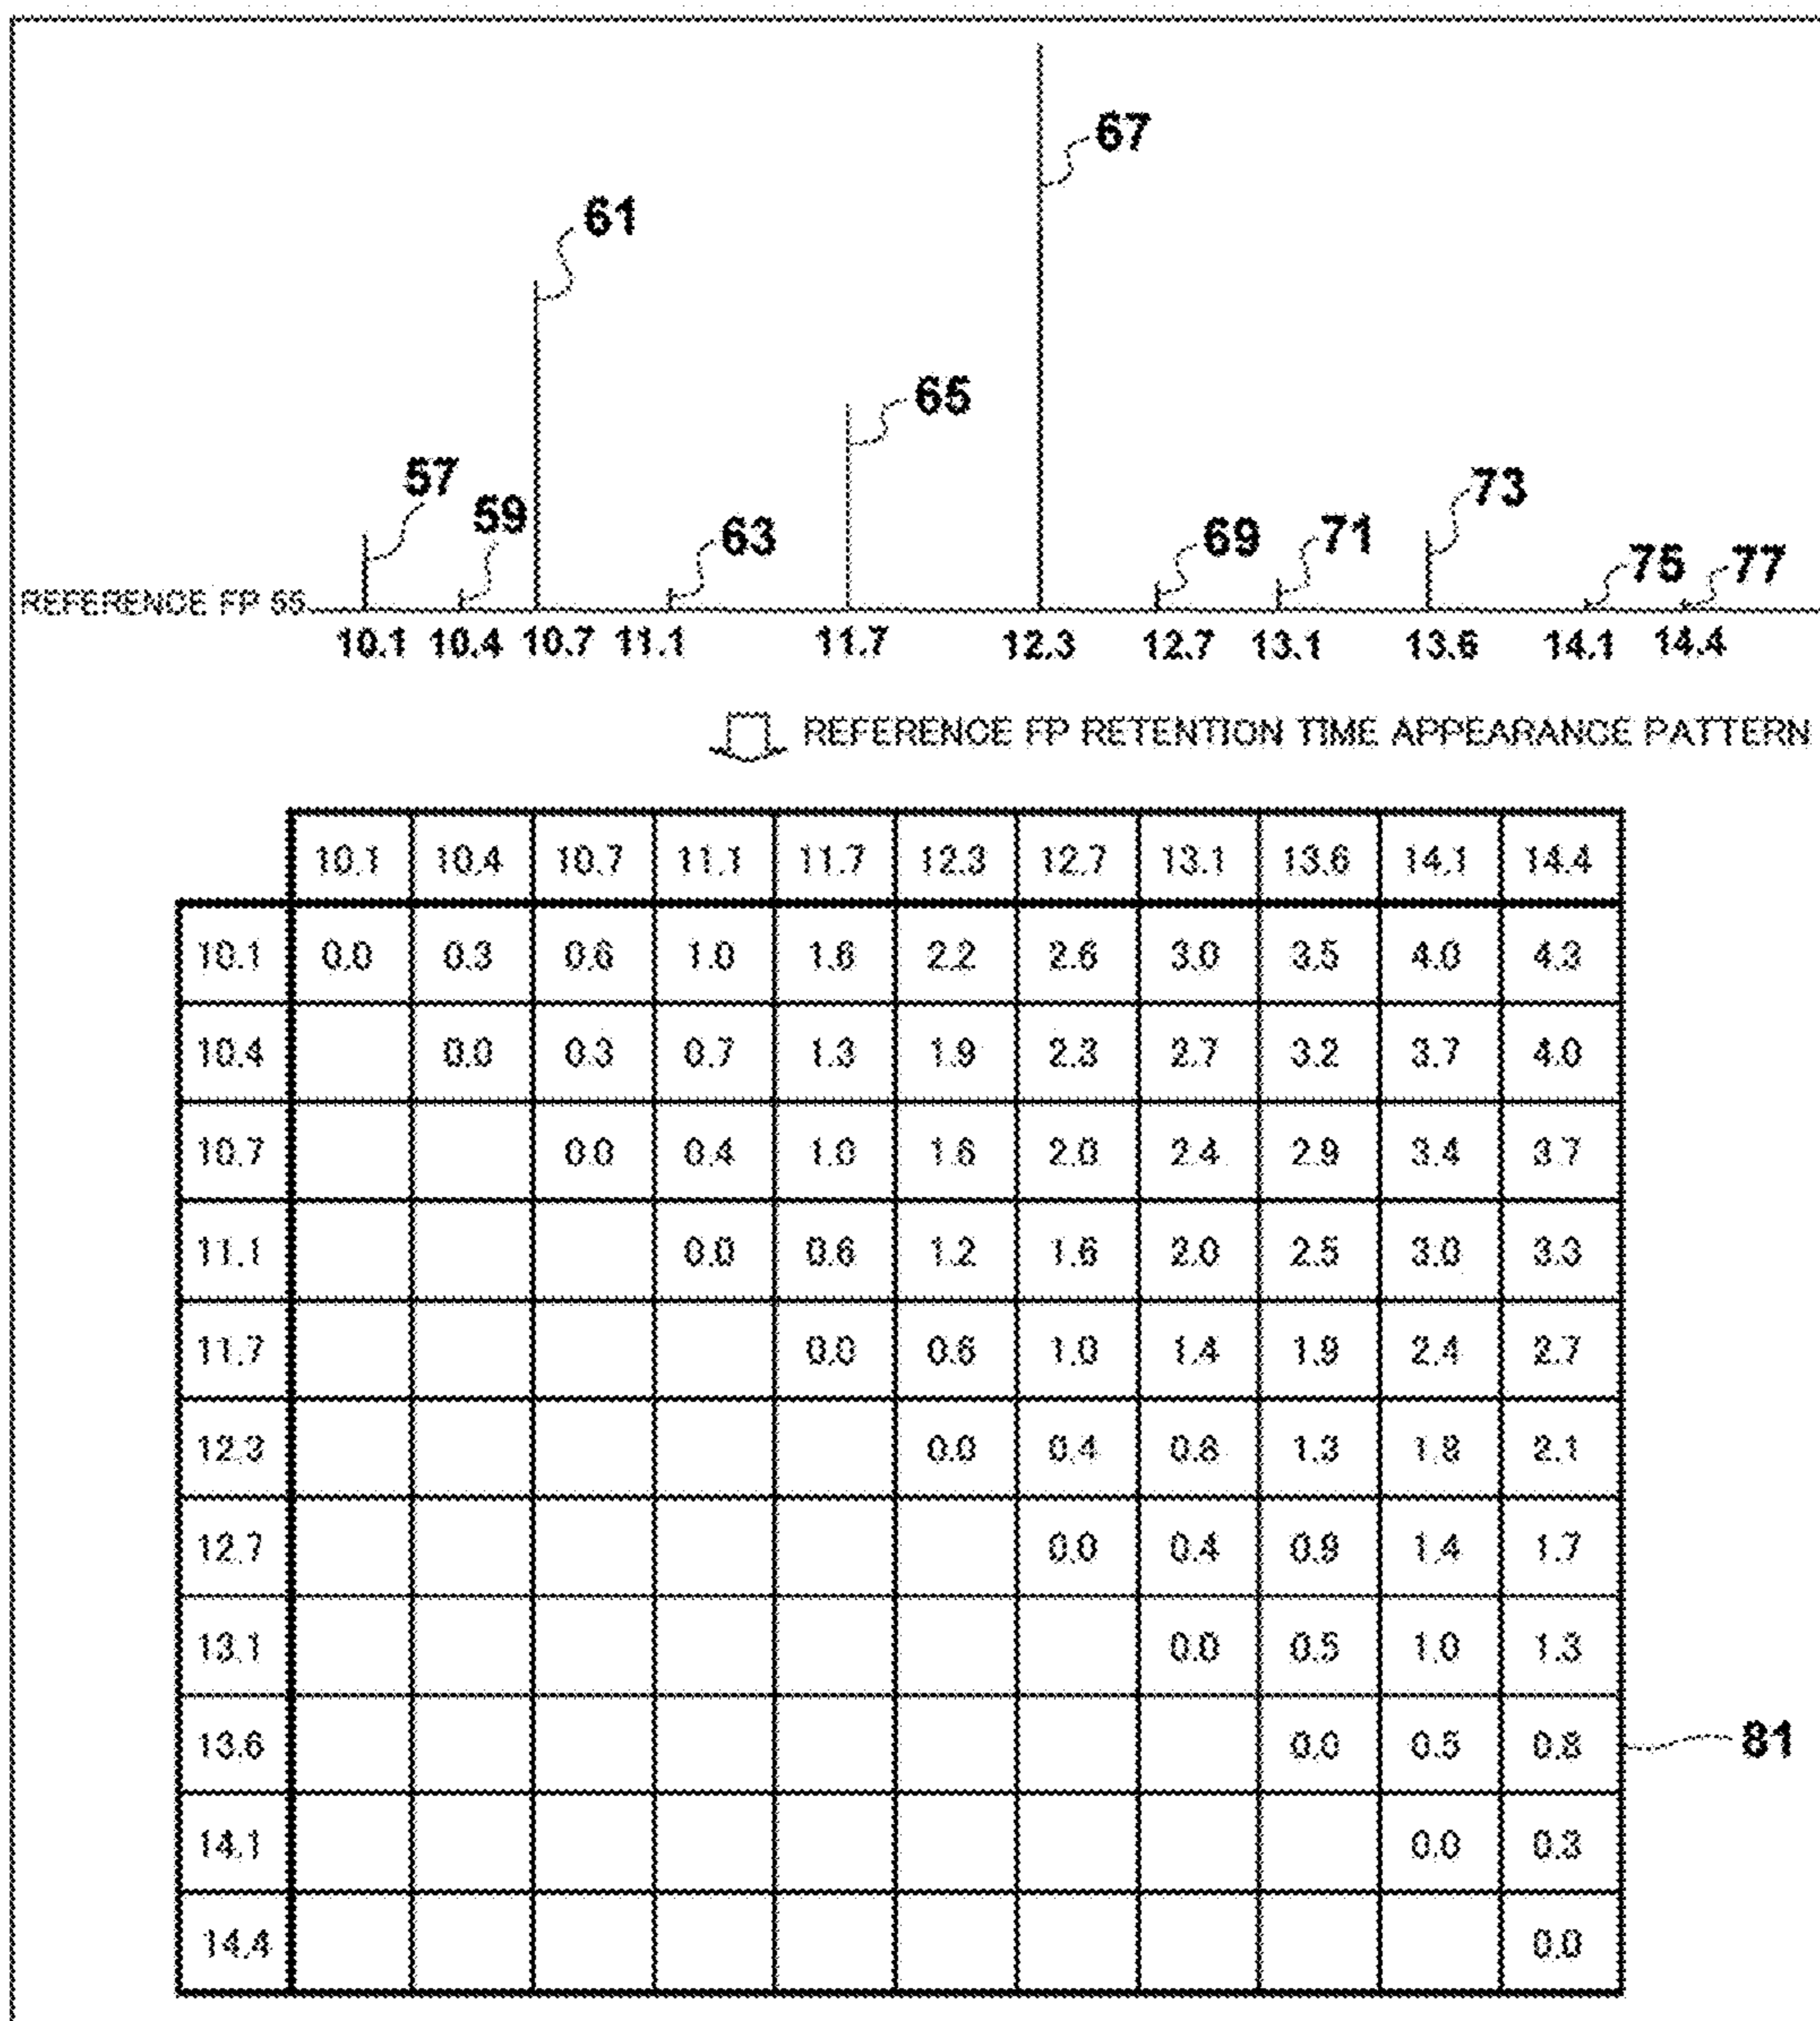 67
61
65
57
59
63
69
71
73
75
77
REFERENCE FP 55
10.1 10.4 10.7 11.1 11.7 12.3 12.7 13.1 13.6 14.1 14.4
REFERENCE FP RETENTION TIME APPEARANCE PATTERN
10.1 10.4 10.7 11.1 11.7 12.3 12.7 13.1 13.6 14.1 14.4
10.1 0.0 0.3 0.6 1.0 1.6 2.2 2.6 3.0 3.5 4.0 4.3
10.4 0.0 0.3 0.7 1.3 1.9 2.3 2.7 3.2 3.7 4.0
10.7 0.0 0.4 1.0 1.6 2.0 2.4 2.9 3.4 3.7
11.1 0.0 0.6 1.2 1.6 2.0 2.5 3.0 3.3
11.7 0.0 0.6 1.0 1.4 1.9 2.4 2.7
12.3 0.0 0.4 0.8 1.3 1.8 2.1
12.7 0.0 0.4 0.9 1.4 1.7
13.1 0.0 0.5 1.0 1.3
13.6 0.0 0.5 0.8
81
14.1 0.0 0.3
14.4 0.0